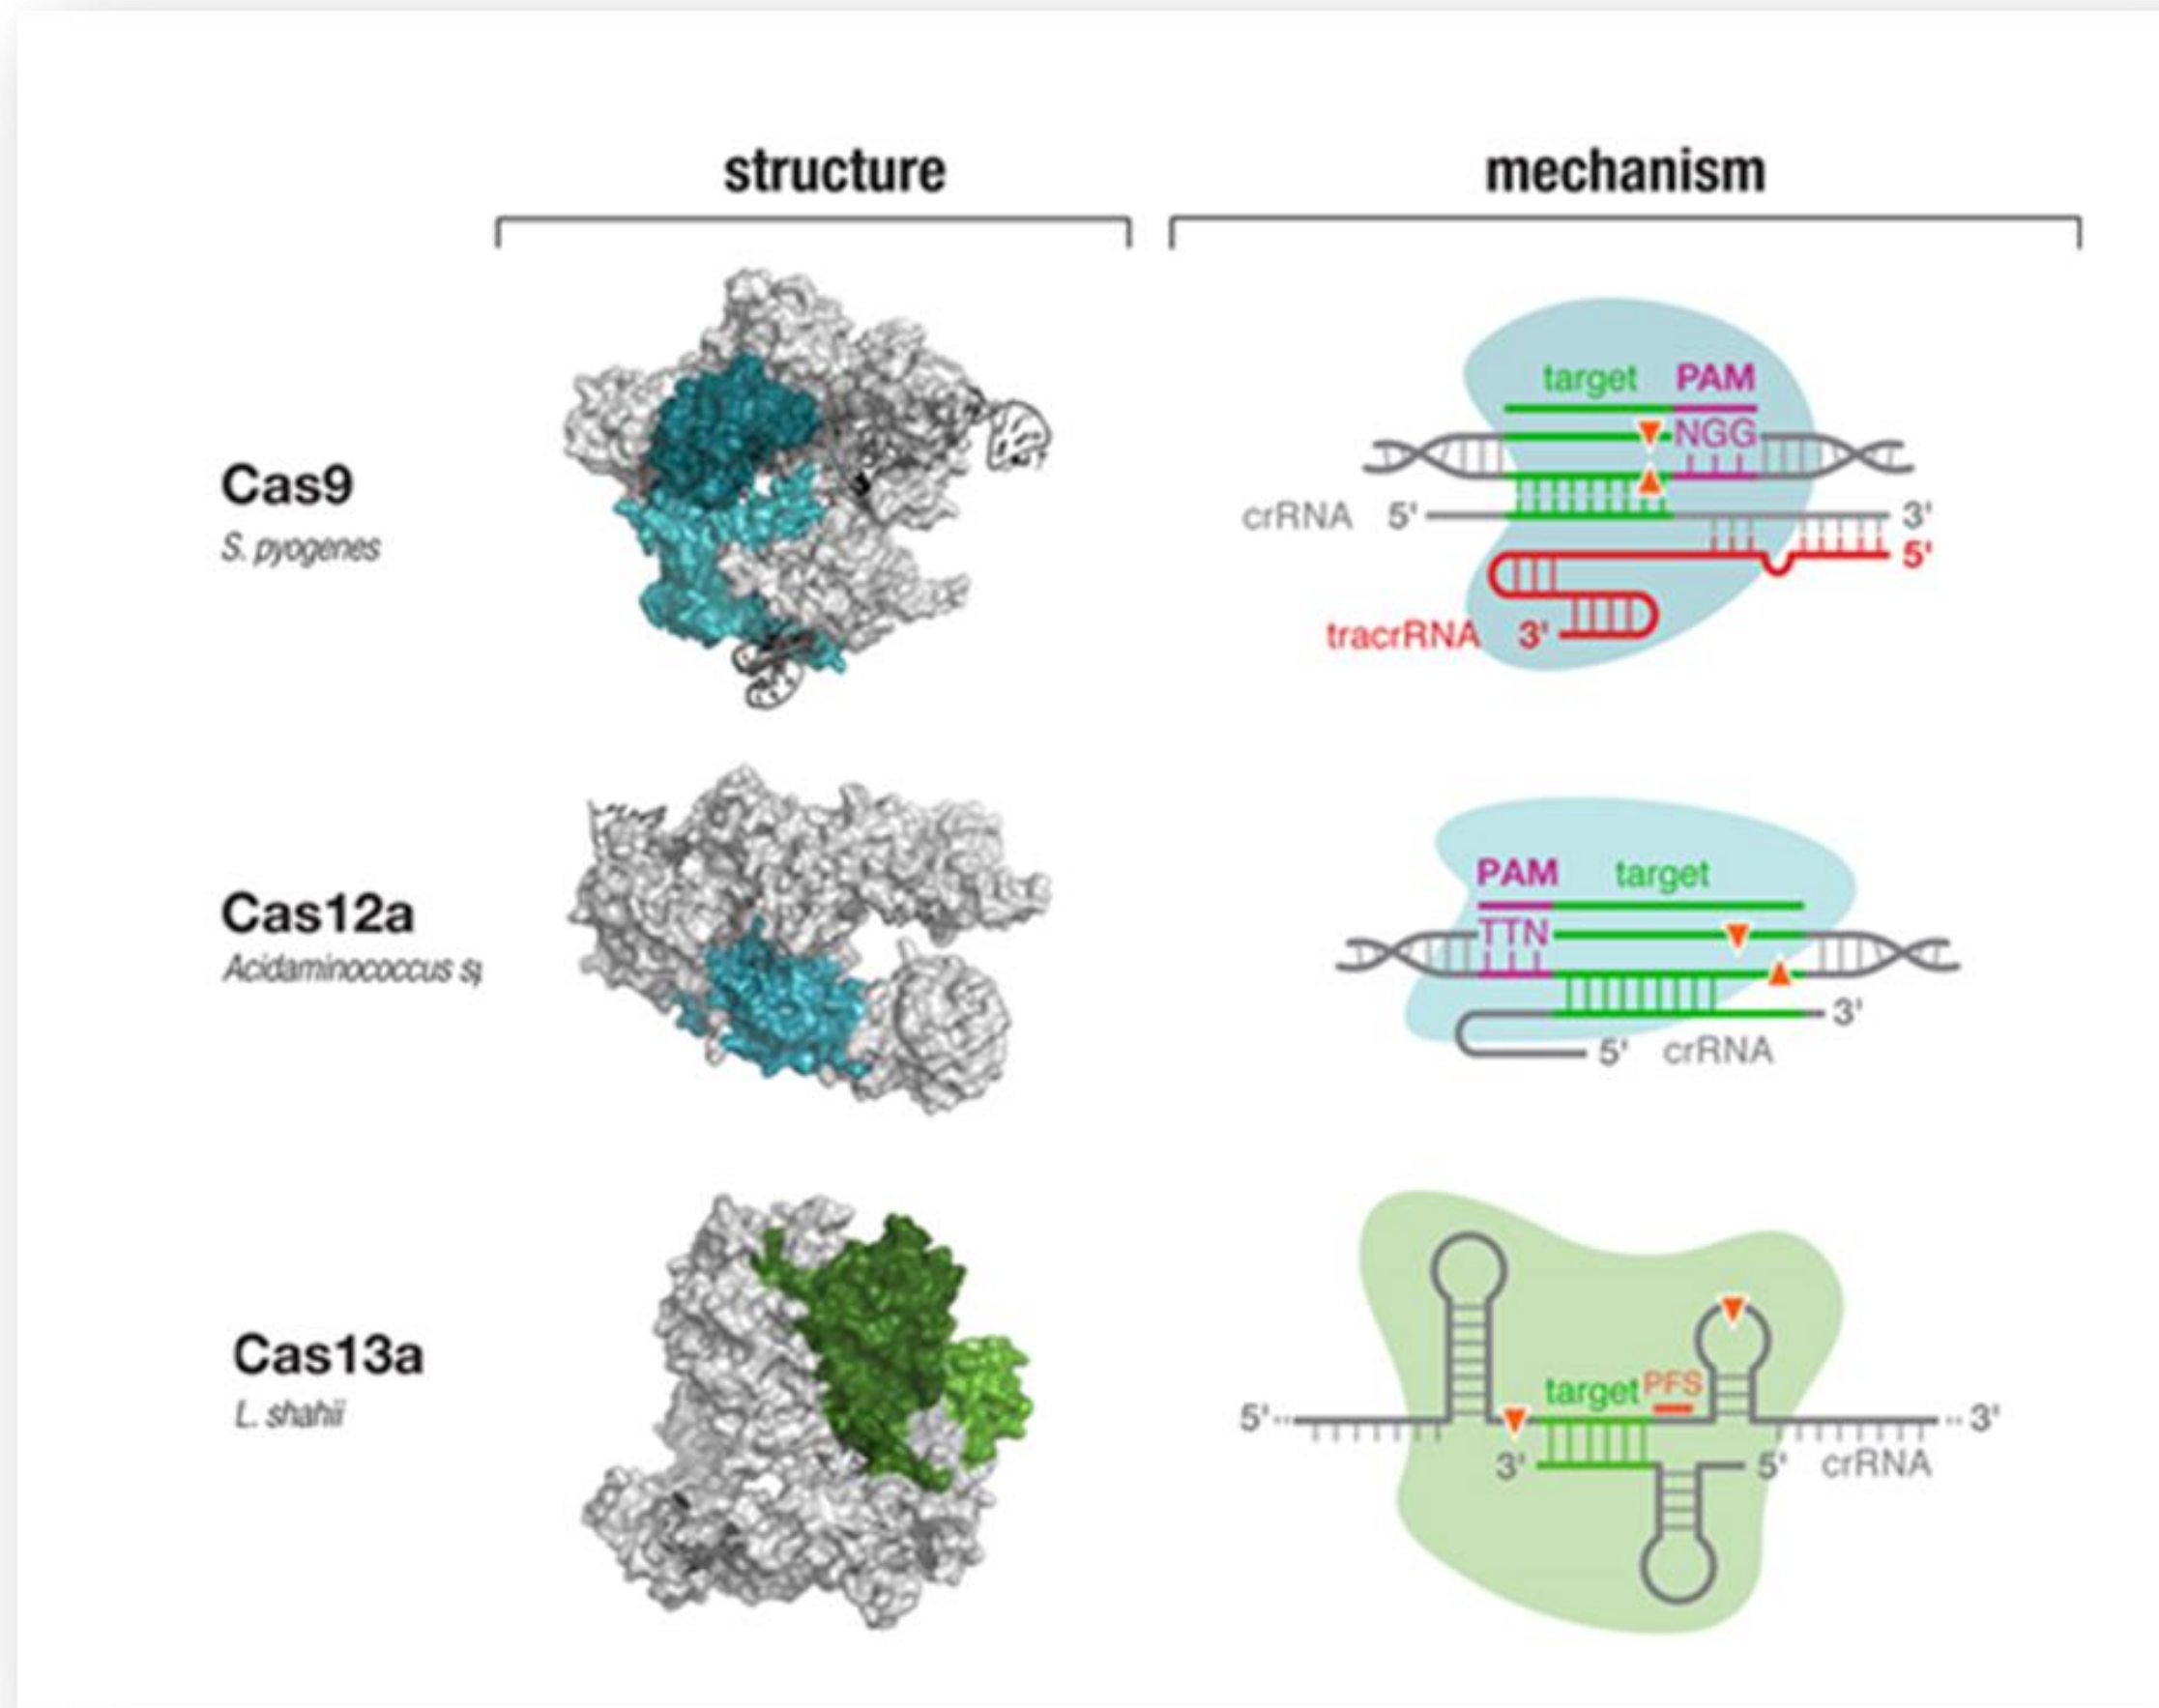 structure
mechanism
Cas9
S. pyogenes
target PAM
NGG
crRNA 5' 3'
5'
tracrRNA 3'
Cas12a
Acidaminococcus
PAM target
TTN
3'
5' crRNA
Cas13a
L. shahii
target PFS
5' 3'
3' 5' crRNA